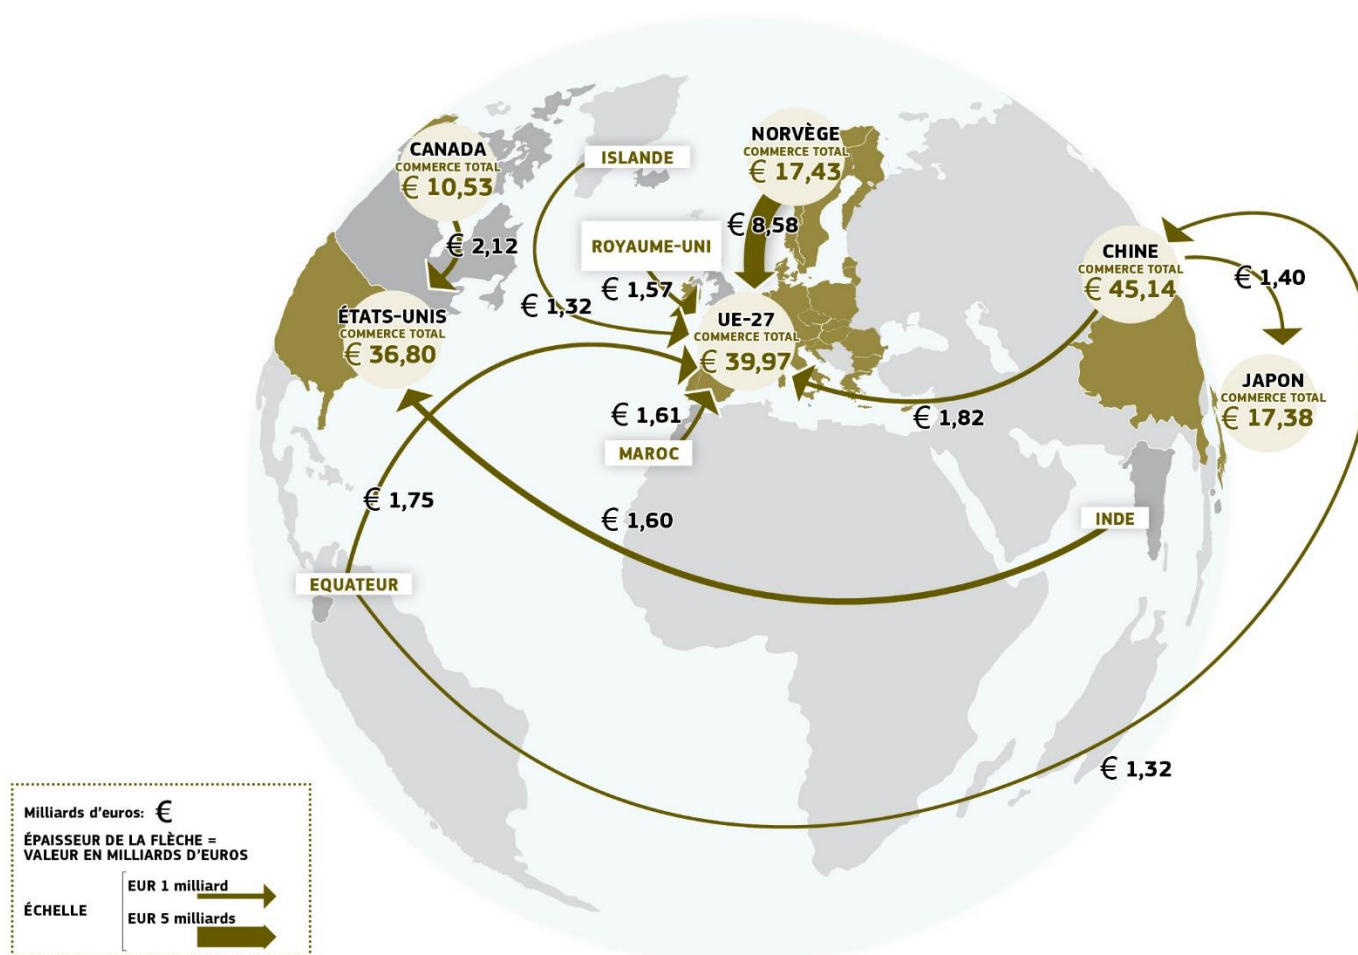 CANADA
COMMERCE TOTAL
€ 10,53
NORVÈGE
COMMERCE TOTAL
€ 17,43
ISLANDE
€ 8,58
ROYAUME-UNI
€ 2,12
CHINE
COMMERCE TOTAL
€ 45,14
€ 1,40
€ 1,57
€ 1,32
ÉTATS-UNIS
COMMERCE TOTAL
€ 36,80
UE-27
COMMERCE TOTAL
€ 39,97
JAPON
COMMERCE TOTAL
€ 17,38
€ 1,61
€ 1,82
MAROC
€ 1,75
€ 1,60
INDE
EQUATEUR
€ 1,32
Milliards d'euros: €
ÉPAISSEUR DE LA FLÈCHE =
VALEUR EN MILLIARDS D'EUROS
ÉCHELLE
EUR 1 milliard
EUR 5 milliards